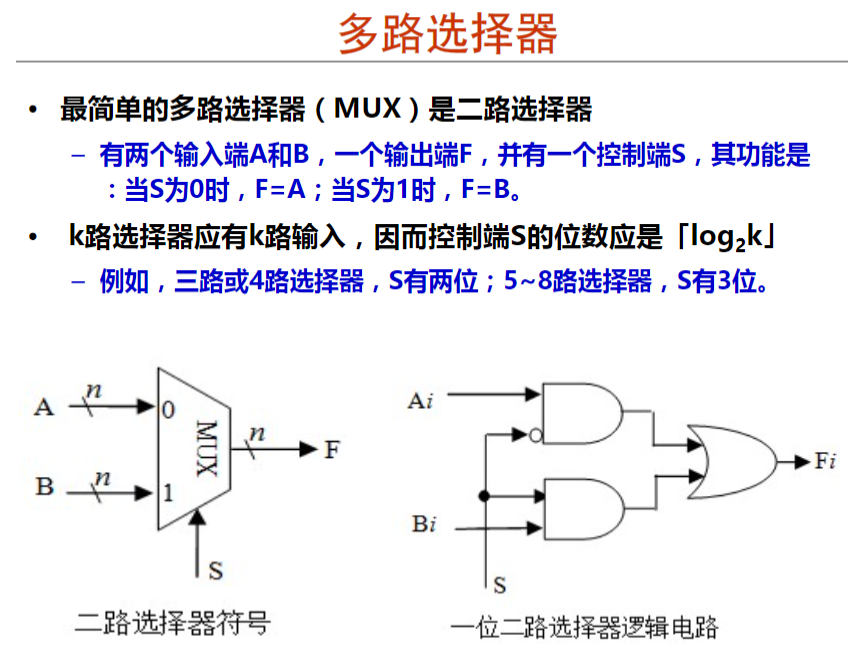 多路选择器
• 最简单的多路选择器（MUX）是二路选择器
– 有两个输入端A和B，一个输出端F，并有一个控制端S，其功能是
：当S为0时，F=A；当S为1时，F=B。
• k路选择器应有k路输入，因而控制端S的位数应是「log₂k」
– 例如，三路或4路选择器，S有两位；5~8路选择器，S有3位。
A
n
0
MUX
n
F
B
n
1
S
二路选择器符号
Ai
Bi
Fi
S
一位二路选择器逻辑电路